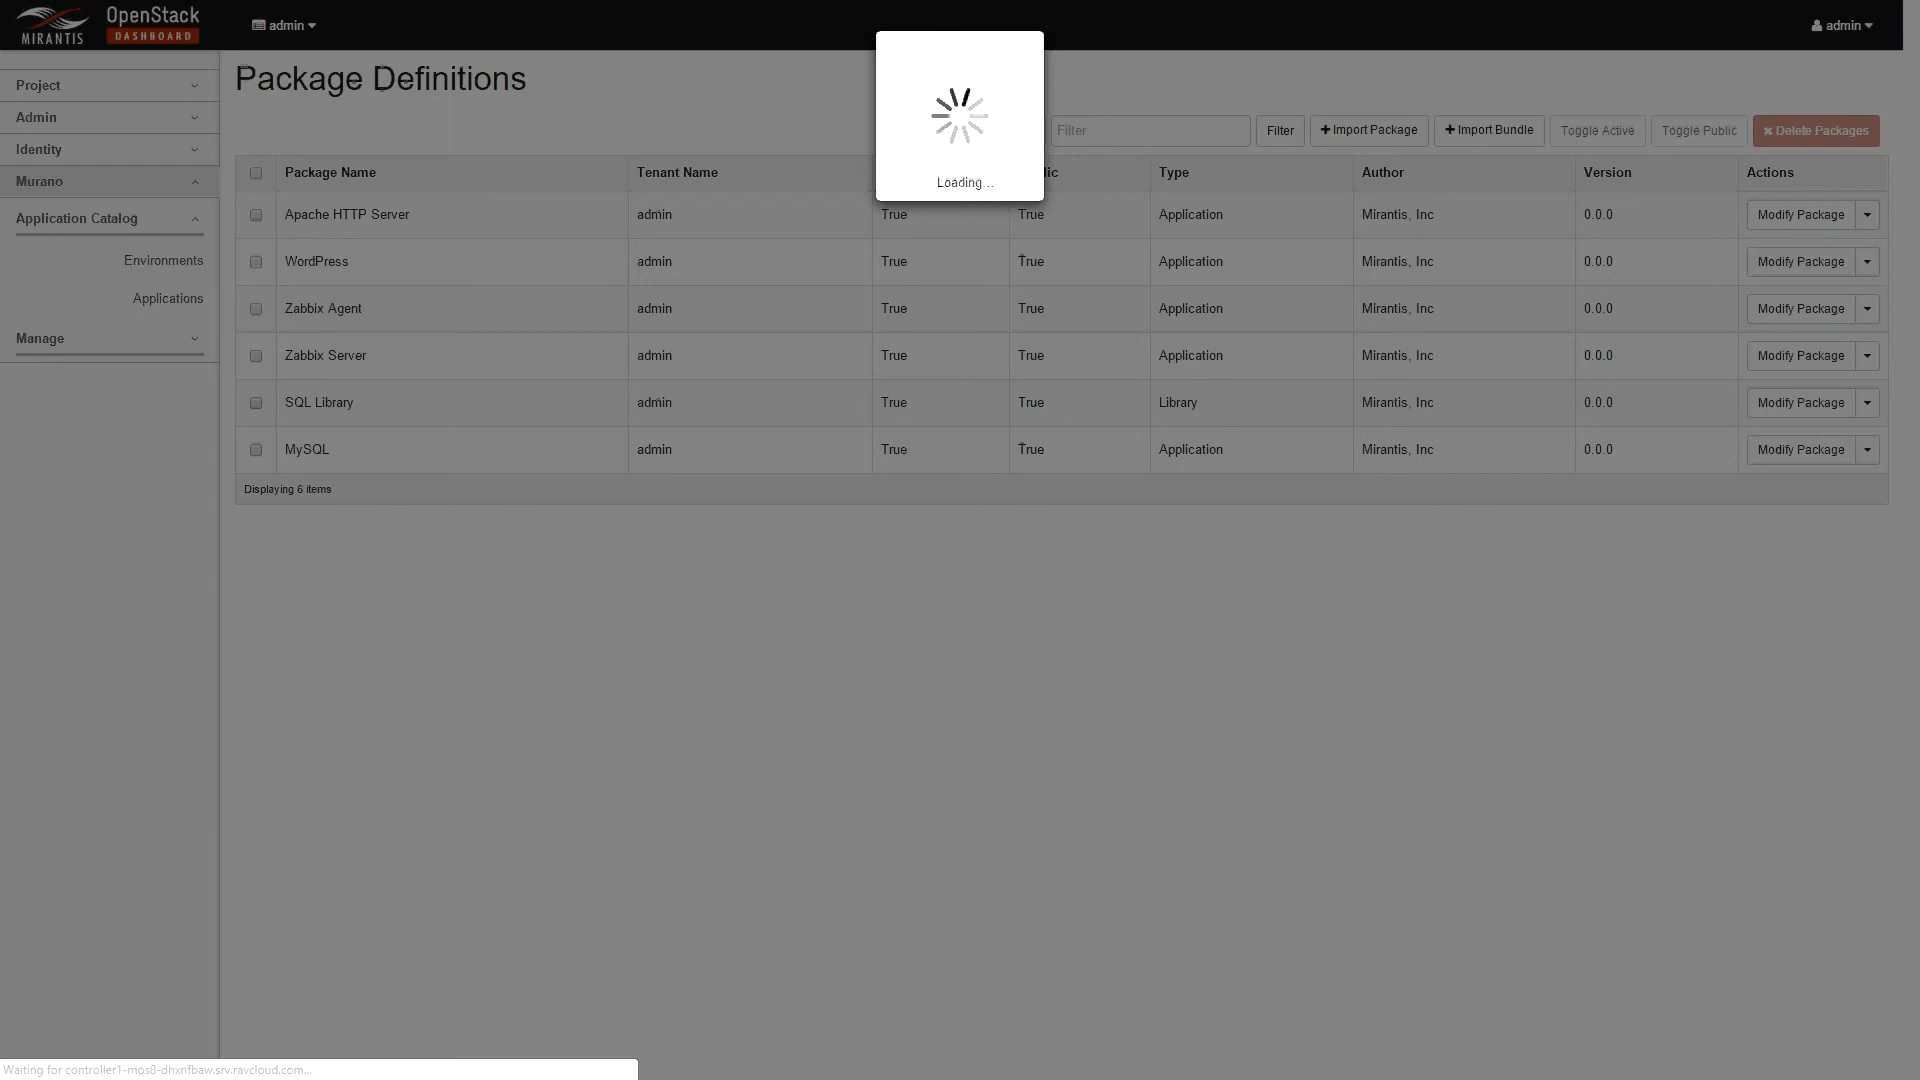 MIRANTIS
OpenStack
DASHBOARD
admin
admin
Project
Admin
Identity
Murano
Application Catalog
Environments
Applications
Manage
Package Definitions
Loading...
Filter
Filter
Import Package
Import Bundle
Toggle Active
Toggle Public
Delete Packages
Package Name Tenant Name lic Type Author Version Actions
Apache HTTP Server admin True True Application Mirantis, Inc 0.0.0 Modify Package
WordPress admin True True Application Mirantis, Inc 0.0.0 Modify Package
Zabbix Agent admin True True Application Mirantis, Inc 0.0.0 Modify Package
Zabbix Server admin True True Application Mirantis, Inc 0.0.0 Modify Package
SQL Library admin True True Library Mirantis, Inc 0.0.0 Modify Package
MySQL admin True True Application Mirantis, Inc 0.0.0 Modify Package
Displaying 6 items
Waiting for controller1-mos8-dhxnfbaw.srv.ravcloud.com...